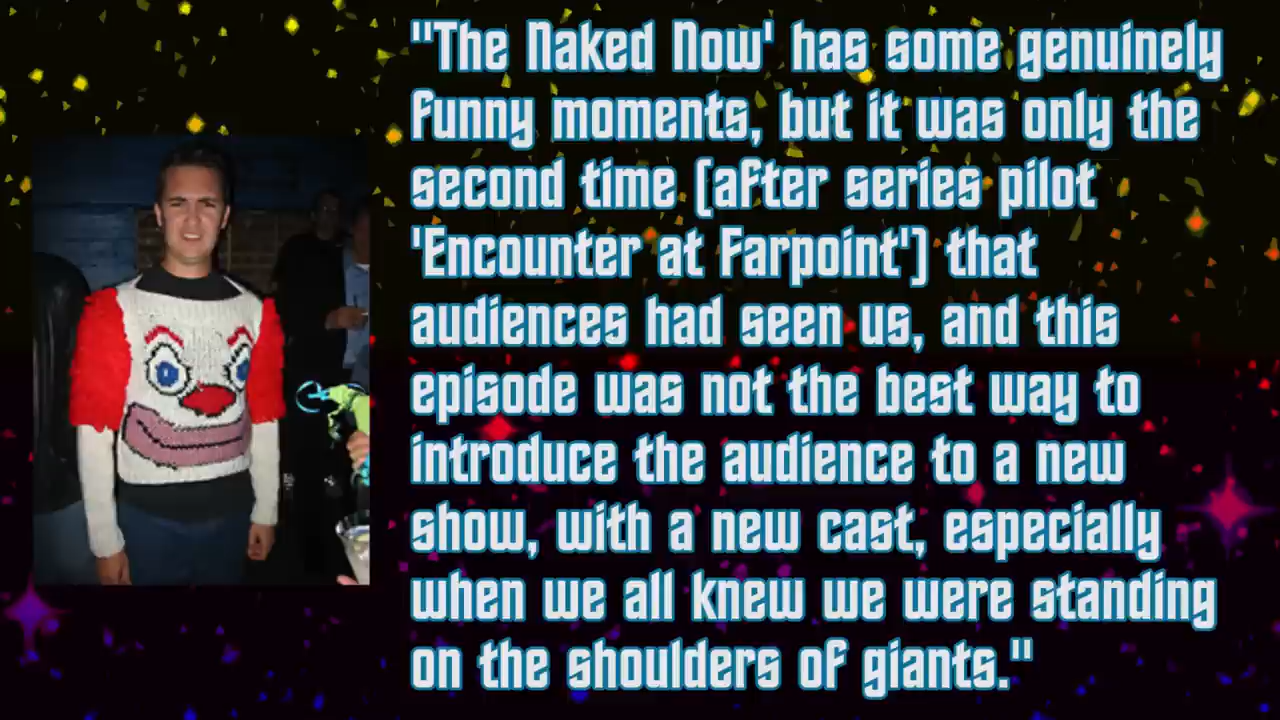 "The Naked Now' has some genuinely
funny moments, but it was only the
second time (after series pilot
'Encounter at Farpoint') that
audiences had seen us, and this
episode was not the best way to
introduce the audience to a new
show, with a new cast, especially
when we all knew we were standing
on the shoulders of giants."